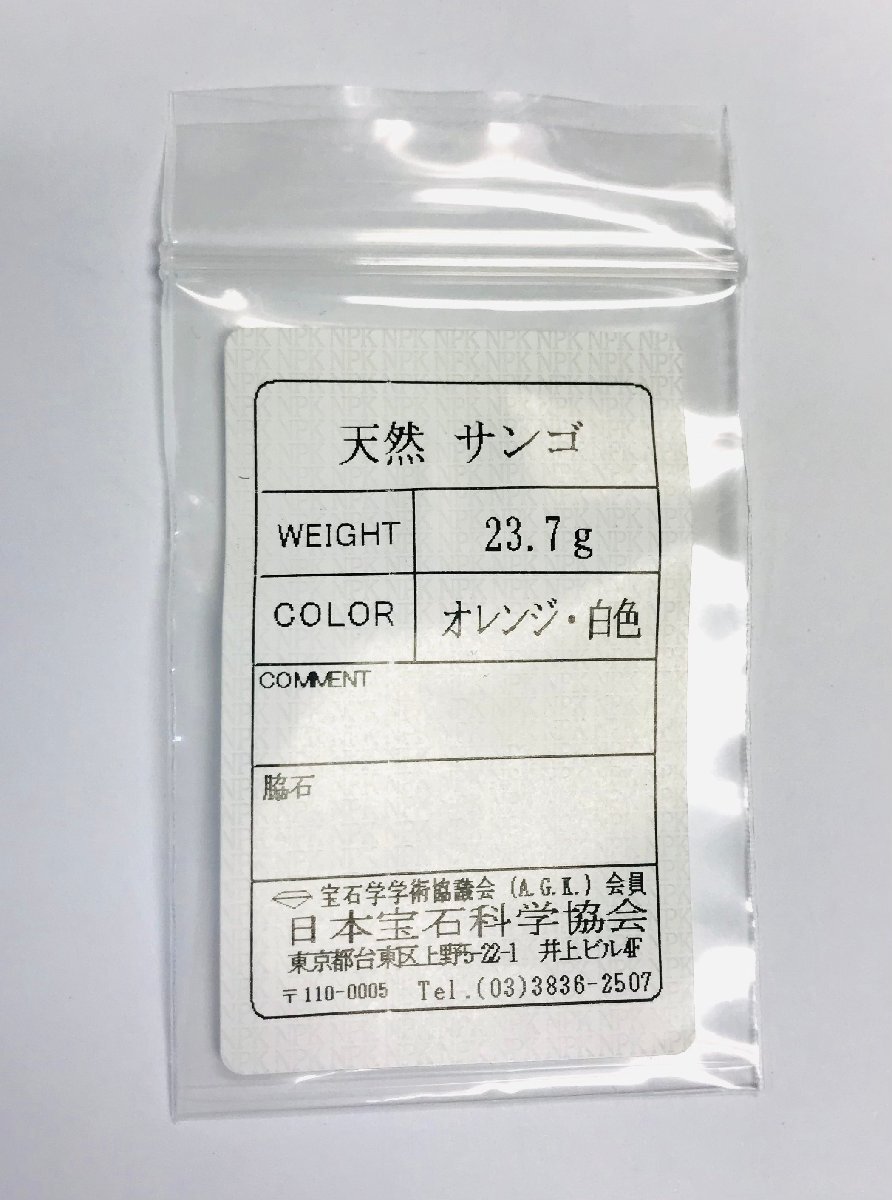 天然 サンゴ
WEIGHT 23.7g
COLOR オレンジ・白色
COMMENT
脇石
宝石学学術協議会 (A.G.K.) 会員
日本宝石科学協会
東京都台東区上野5-22-1 井上ビル4F
〒110-0005 Tel.(03)3836-2507